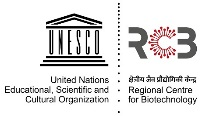 UNESCO
United Nations
Educational, Scientific and
Cultural Organization
RCB
क्षेत्रीय जैव प्रौद्योगिकी केन्द्र
Regional Centre
for Biotechnology